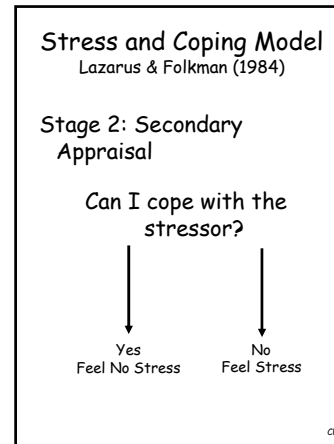 Stress and Coping Model
Lazarus & Folkman (1984)
Stage 2: Secondary
Appraisal
Can I cope with the
stressor?
Yes
Feel No Stress
No
Feel Stress